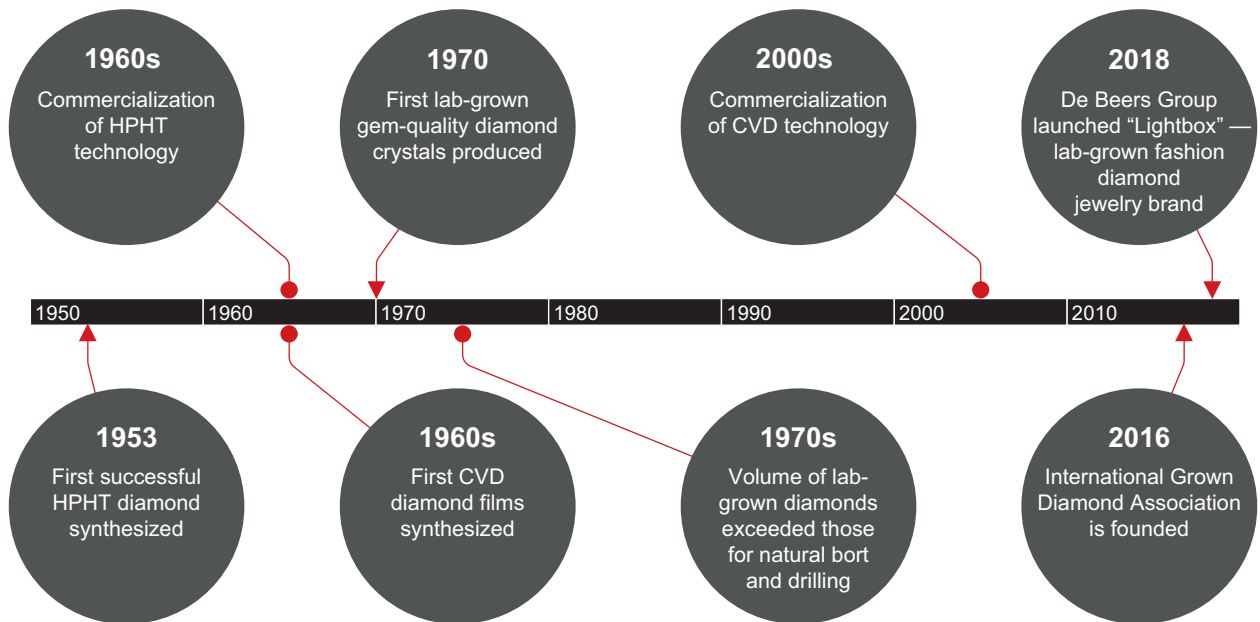 1960s
Commercialization
of HPHT
technology
1970
First lab-grown
gem-quality diamond
crystals produced
2000s
Commercialization
of CVD technology
2018
De Beers Group
launched “Lightbox” —
lab-grown fashion
diamond
jewelry brand
1950 1960 1970 1980 1990 2000 2010
1953
First successful
HPHT diamond
synthesized
1960s
First CVD
diamond films
synthesized
1970s
Volume of lab-
grown diamonds
exceeded those
for natural bort
and drilling
2016
International Grown
Diamond Association
is founded